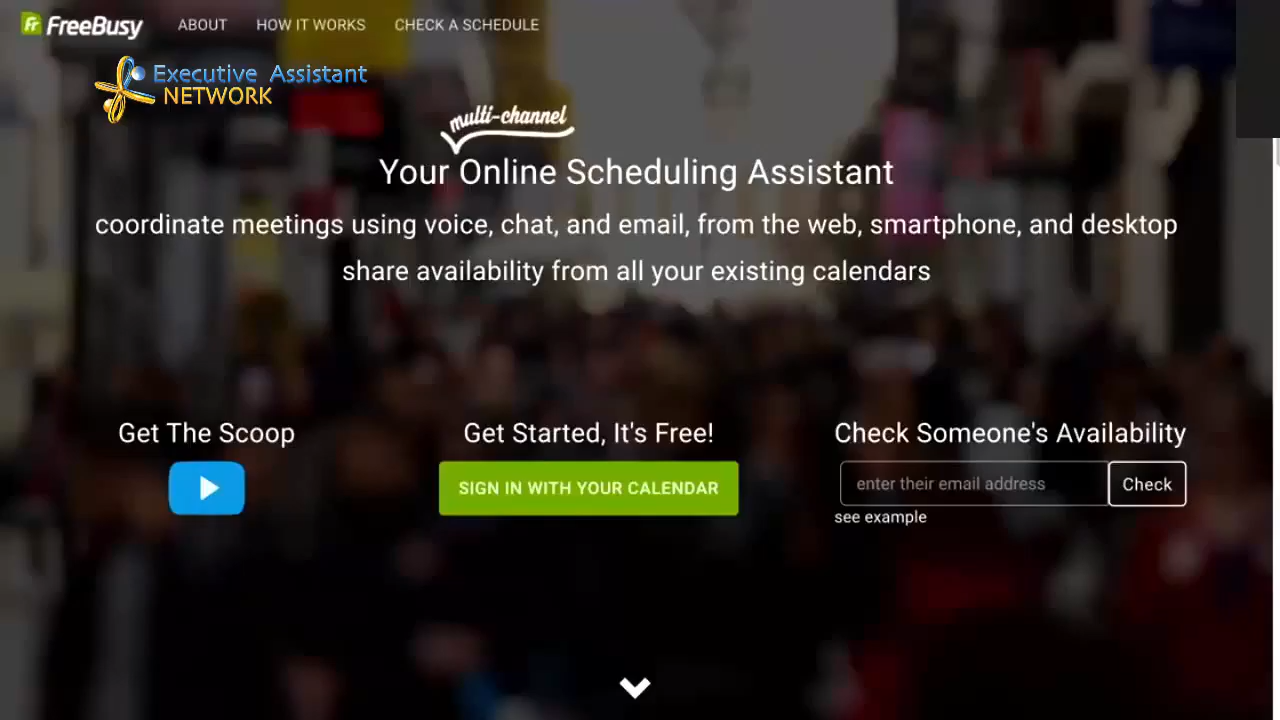 FreeBusy ABOUT HOW IT WORKS CHECK A SCHEDULE
Executive Assistant
NETWORK
multi-channel
Your Online Scheduling Assistant
coordinate meetings using voice, chat, and email, from the web, smartphone, and desktop
share availability from all your existing calendars
Get The Scoop
Get Started, It's Free!
SIGN IN WITH YOUR CALENDAR
Check Someone's Availability
enter their email address Check
see example